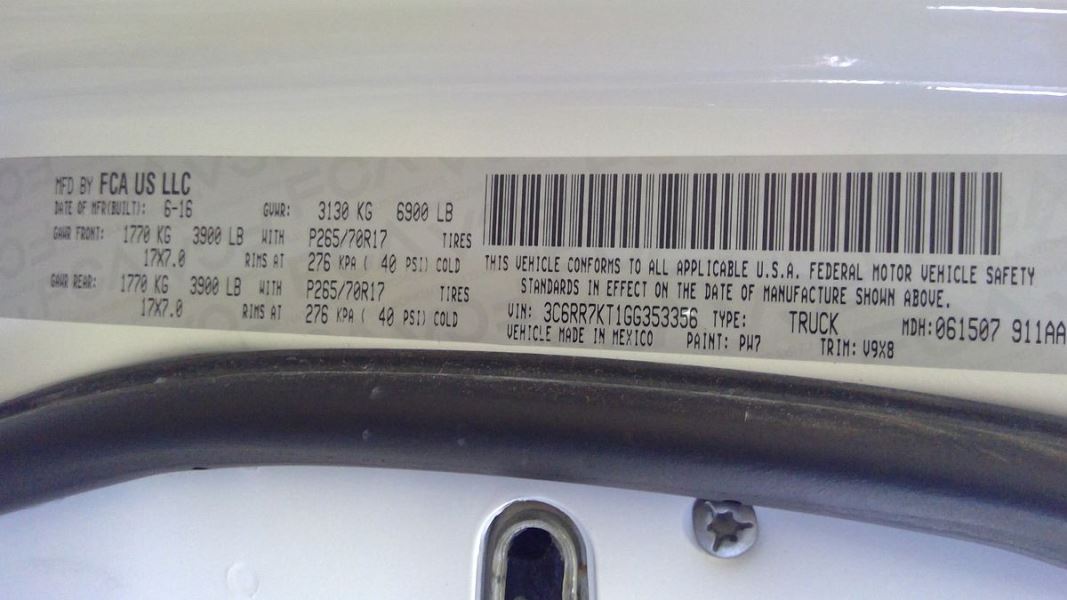 MFD BY FCA US LLC
DATE OF MFR(BUILT): 6-16 GVWR: 3130 KG 6900 LB
GAWR FRONT: 1770 KG 3900 LB WITH P265/70R17 TIRES
17X7.0 RIMS AT 276 KPA ( 40 PSI) COLD
GAWR REAR: 1770 KG 3900 LB WITH P265/70R17 TIRES
17X7.0 RIMS AT 276 KPA ( 40 PSI) COLD
THIS VEHICLE CONFORMS TO ALL APPLICABLE U.S.A. FEDERAL MOTOR VEHICLE SAFETY
STANDARDS IN EFFECT ON THE DATE OF MANUFACTURE SHOWN ABOVE.
VIN: 3C6RR7KT1GG353356 TYPE: TRUCK MDH:061507 911AA
VEHICLE MADE IN MEXICO PAINT: PW7 TRIM: V9X8